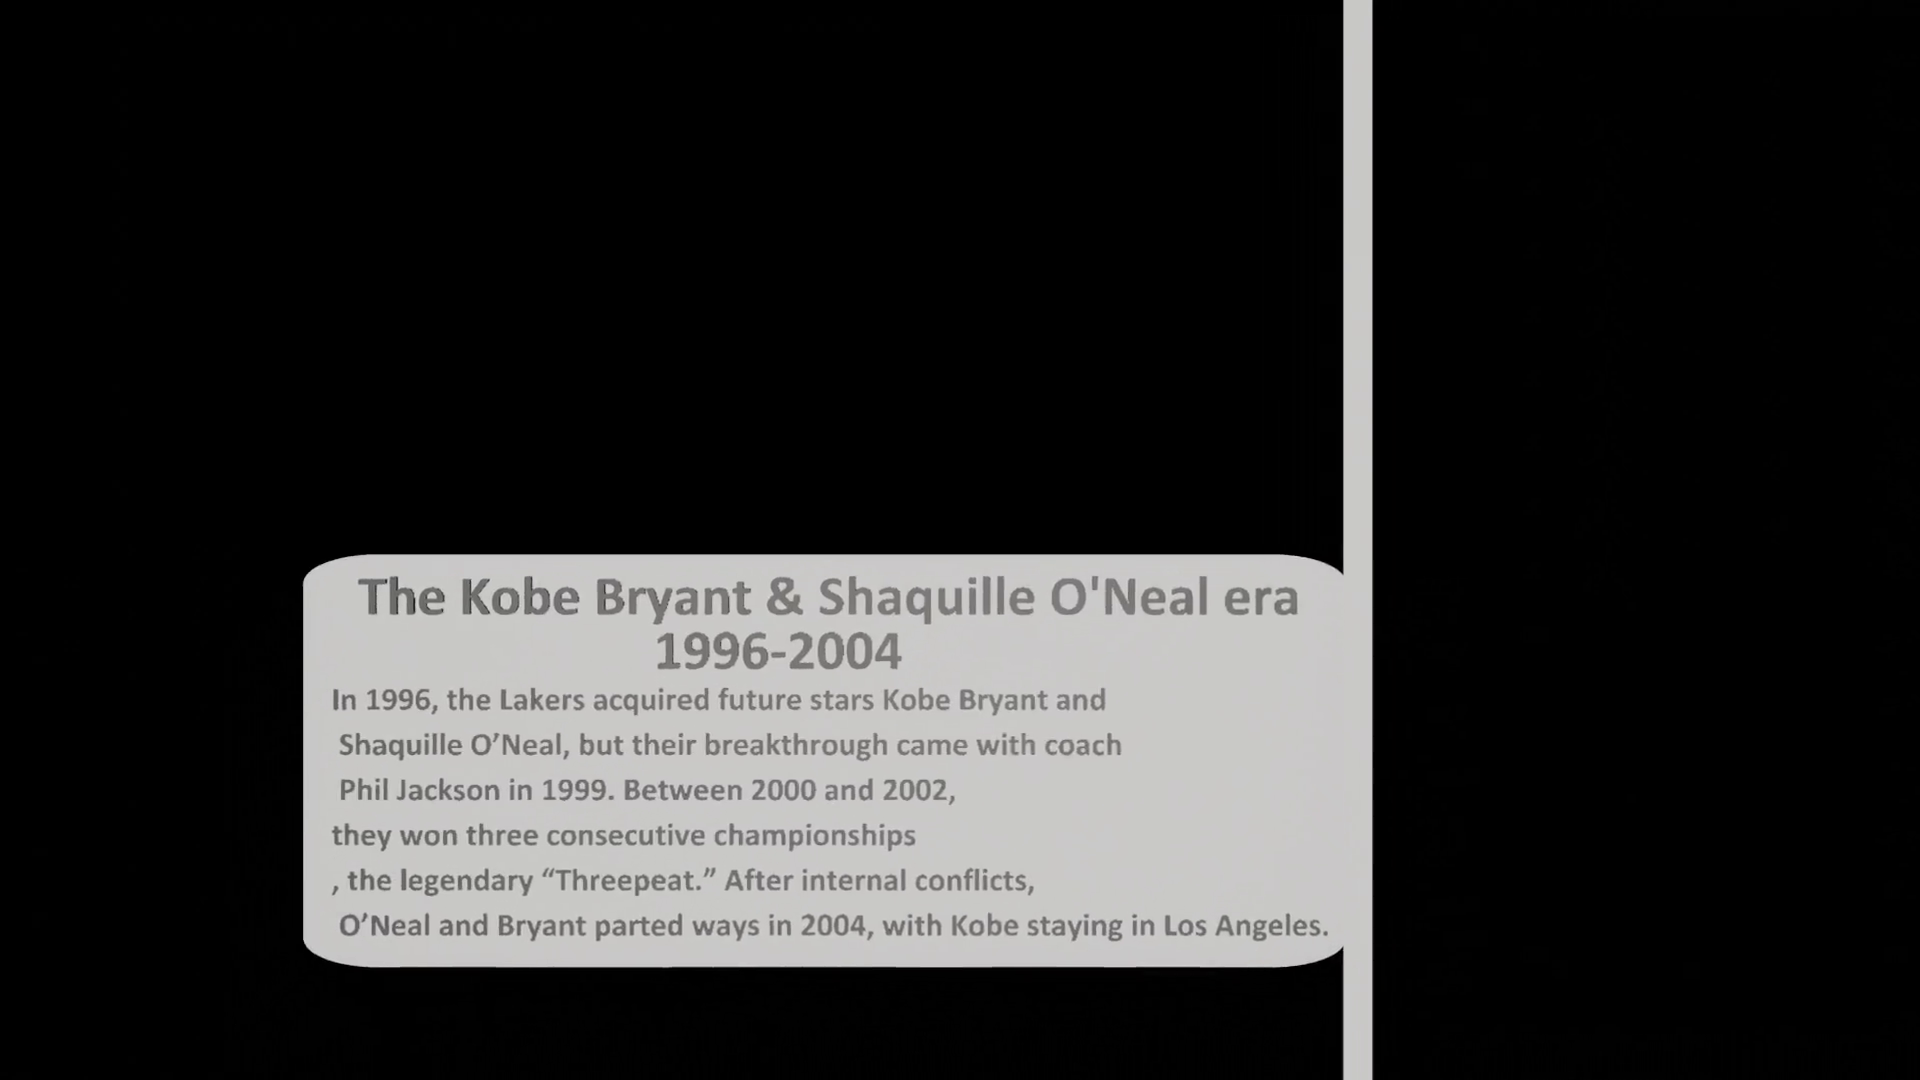 The Kobe Bryant & Shaquille O'Neal era
1996-2004
In 1996, the Lakers acquired future stars Kobe Bryant and
Shaquille O’Neal, but their breakthrough came with coach
Phil Jackson in 1999. Between 2000 and 2002,
they won three consecutive championships
, the legendary “Threepeat.” After internal conflicts,
O’Neal and Bryant parted ways in 2004, with Kobe staying in Los Angeles.